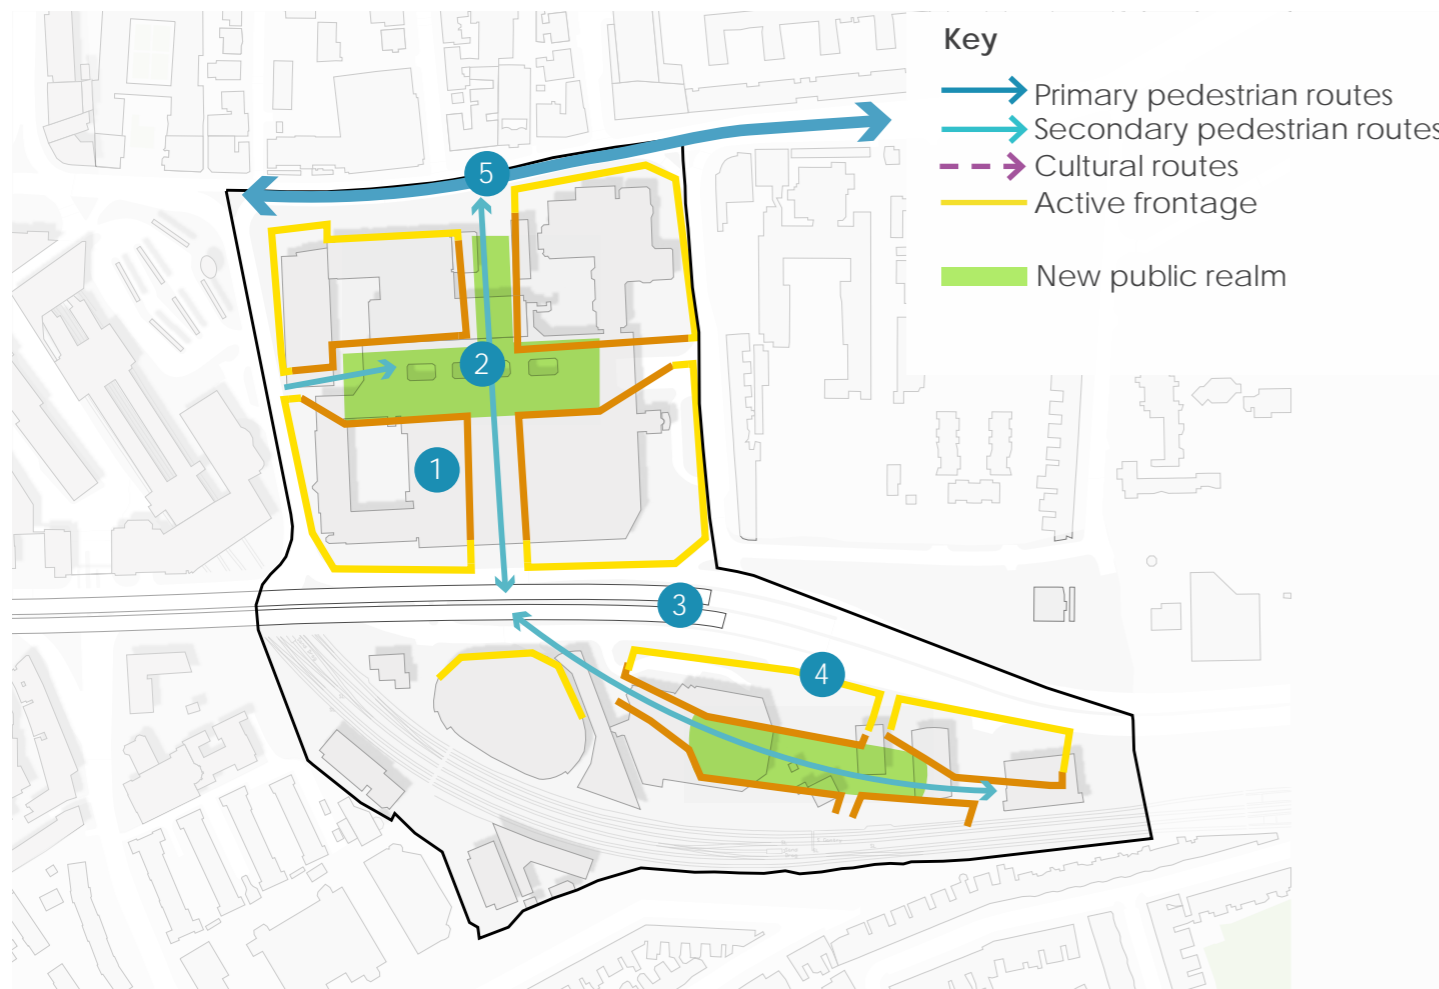 Key
Primary pedestrian routes
Secondary pedestrian routes
Cultural routes
Active frontage
New public realm
5
2
1
3
4